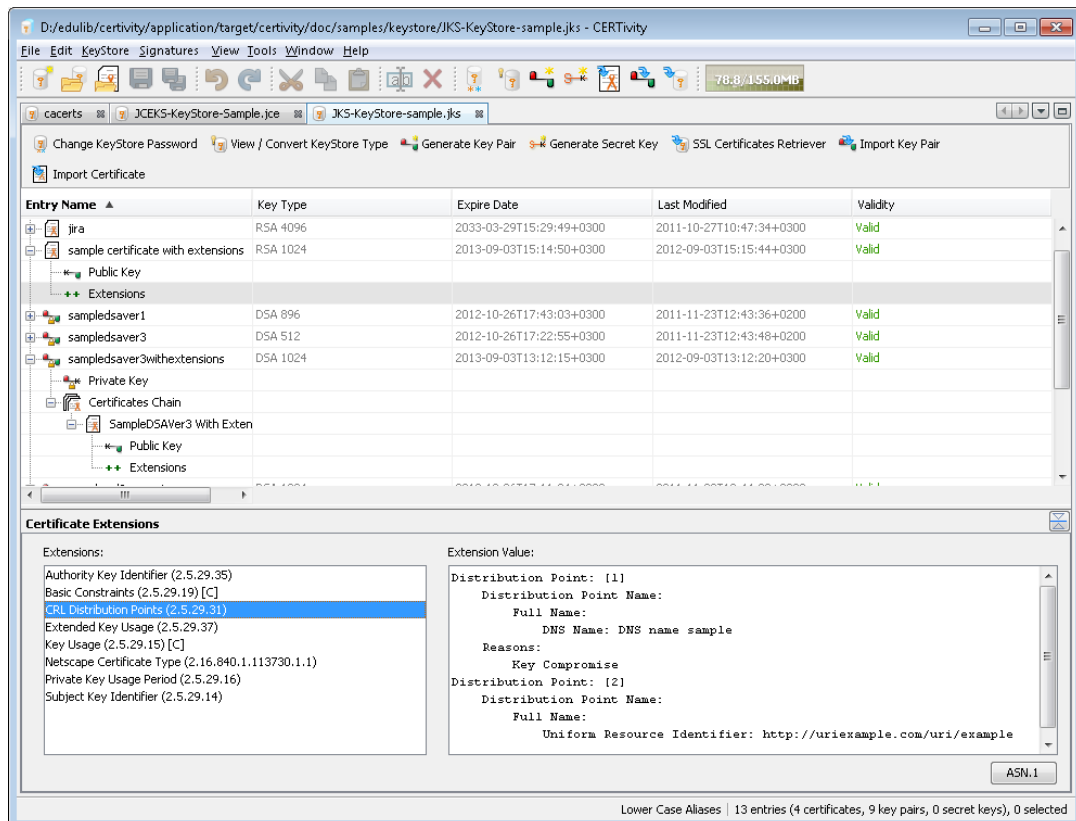 D:/edulib/certivity/application/target/certivity/doc/samples/keystore/JKS-KeyStore-sample.jks - CERTivity
File Edit KeyStore Signatures View Tools Window Help
78.8/155.0MB
cacerts JCEKS-KeyStore-Sample.jce JKS-KeyStore-sample.jks
Change KeyStore Password View / Convert KeyStore Type Generate Key Pair Generate Secret Key SSL Certificates Retriever Import Key Pair
Import Certificate
Entry Name Key Type Expire Date Last Modified Validity
jira RSA 4096 2033-03-29T15:29:49+0300 2011-10-27T10:47:34+0300 Valid
sample certificate with extensions RSA 1024 2013-09-03T15:14:50+0300 2012-09-03T15:15:44+0300 Valid
Public Key
Extensions
sampledsaver1 DSA 896 2012-10-26T17:43:03+0300 2011-11-23T12:43:36+0200 Valid
sampledsaver3 DSA 512 2012-10-26T17:22:55+0300 2011-11-23T12:43:48+0200 Valid
sampledsaver3withextensions DSA 1024 2013-09-03T13:12:15+0300 2012-09-03T13:12:20+0300 Valid
Private Key
Certificates Chain
SampleDSAVer3 With Exten
Public Key
Extensions
Certificate Extensions
Extensions:
Authority Key Identifier (2.5.29.35)
Basic Constraints (2.5.29.19) [C]
CRL Distribution Points (2.5.29.31)
Extended Key Usage (2.5.29.37)
Key Usage (2.5.29.15) [C]
Netscape Certificate Type (2.16.840.1.113730.1.1)
Private Key Usage Period (2.5.29.16)
Subject Key Identifier (2.5.29.14)
Extension Value:
Distribution Point: [1]
Distribution Point Name:
Full Name:
DNS Name: DNS name sample
Reasons:
Key Compromise
Distribution Point: [2]
Distribution Point Name:
Full Name:
Uniform Resource Identifier: http://uriexample.com/uri/example
ASN.1
Lower Case Aliases 13 entries (4 certificates, 9 key pairs, 0 secret keys), 0 selected